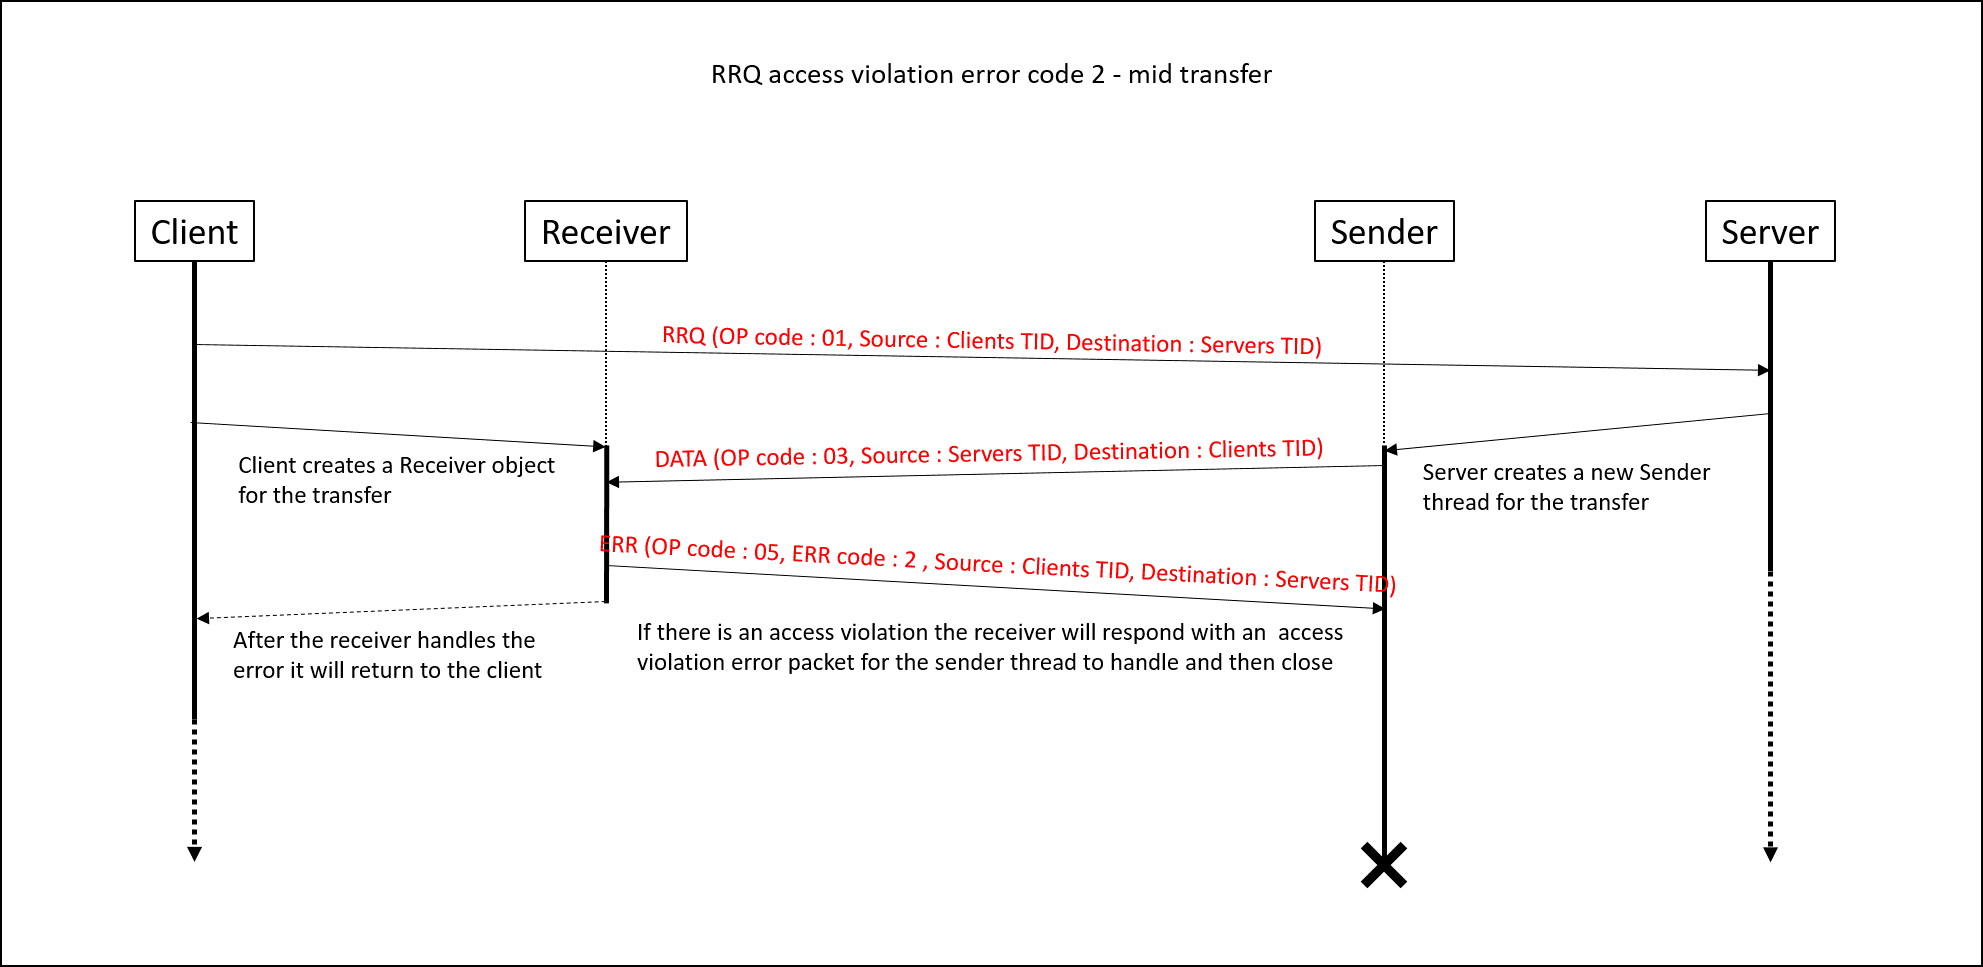 RRQ access violation error code 2 - mid transfer
Client
Receiver
Sender
Server
RRQ (OP code : 01, Source : Clients TID, Destination : Servers TID)
DATA (OP code : 03, Source : Servers TID, Destination : Clients TID)
Client creates a Receiver object
for the transfer
Server creates a new Sender
thread for the transfer
ERR (OP code : 05, ERR code : 2 , Source : Clients TID, Destination : Servers TID)
After the receiver handles the
error it will return to the client
If there is an access violation the receiver will respond with an  access
violation error packet for the sender thread to handle and then close